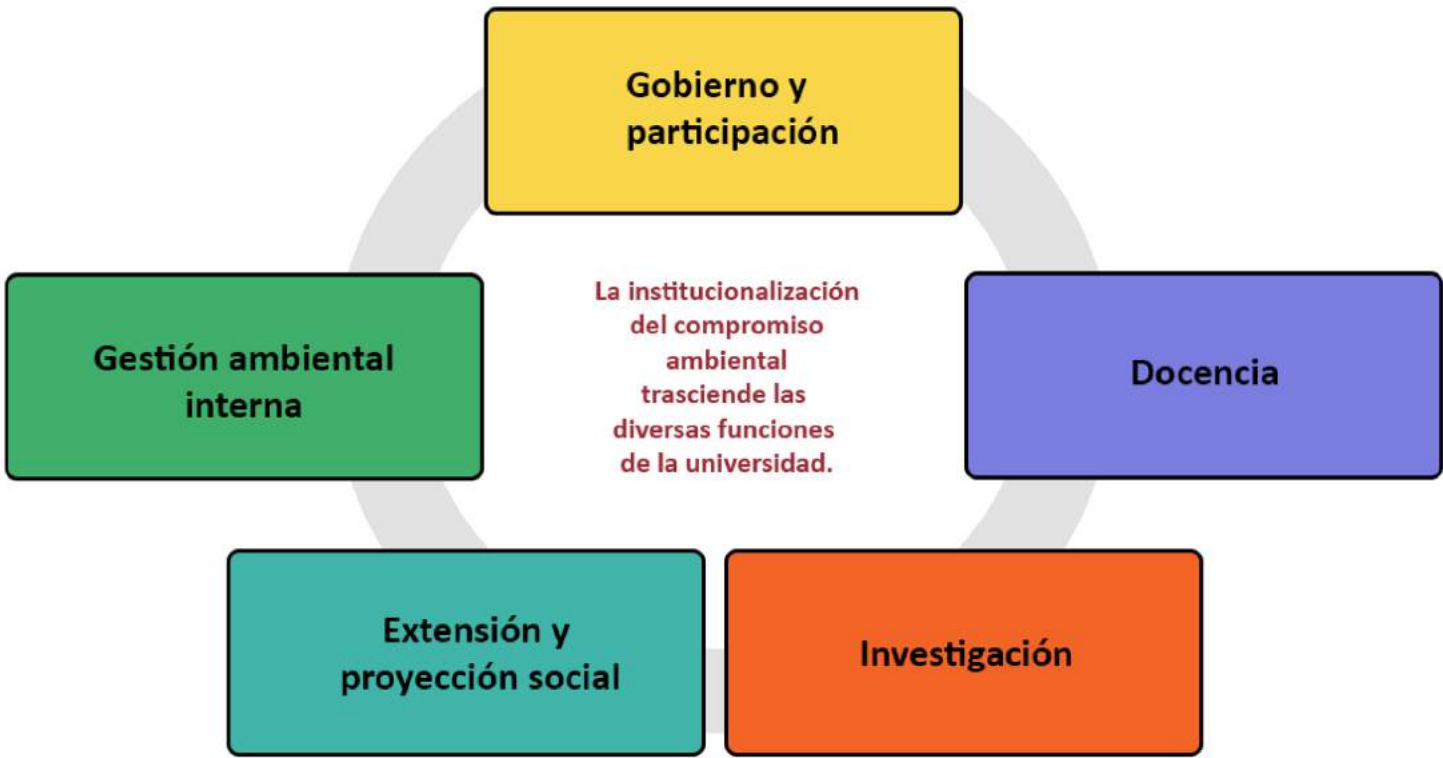 Gobierno y
participación
Gestión ambiental
interna
La institucionalización
del compromiso
ambiental
trasciende las
diversas funciones
de la universidad.
Docencia
Extensión y
proyección social
Investigación